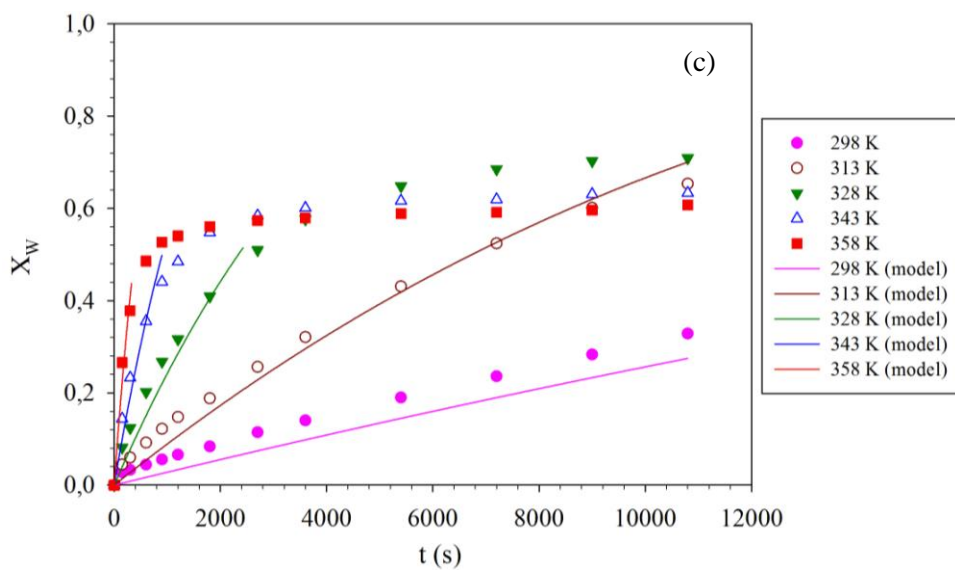 1,0
(c)
0,8
0,6
0,4
0,2
0,0
X_W
0
2000
4000
6000
8000
10000
12000
t (s)
298 K
313 K
328 K
343 K
358 K
298 K (model)
313 K (model)
328 K (model)
343 K (model)
358 K (model)